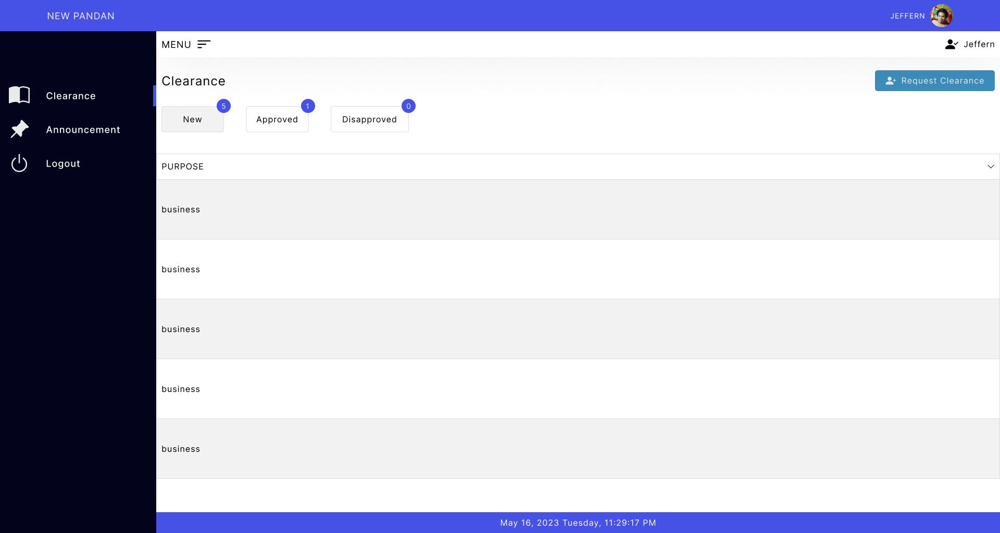 NEW PANDAN
JEFFERN
MENU
Jeffern
Clearance
Announcement
Logout
Clearance
Request Clearance
New
5
Approved
1
Disapproved
0
PURPOSE
business
business
business
business
business
May 16, 2023 Tuesday, 11:29:17 PM